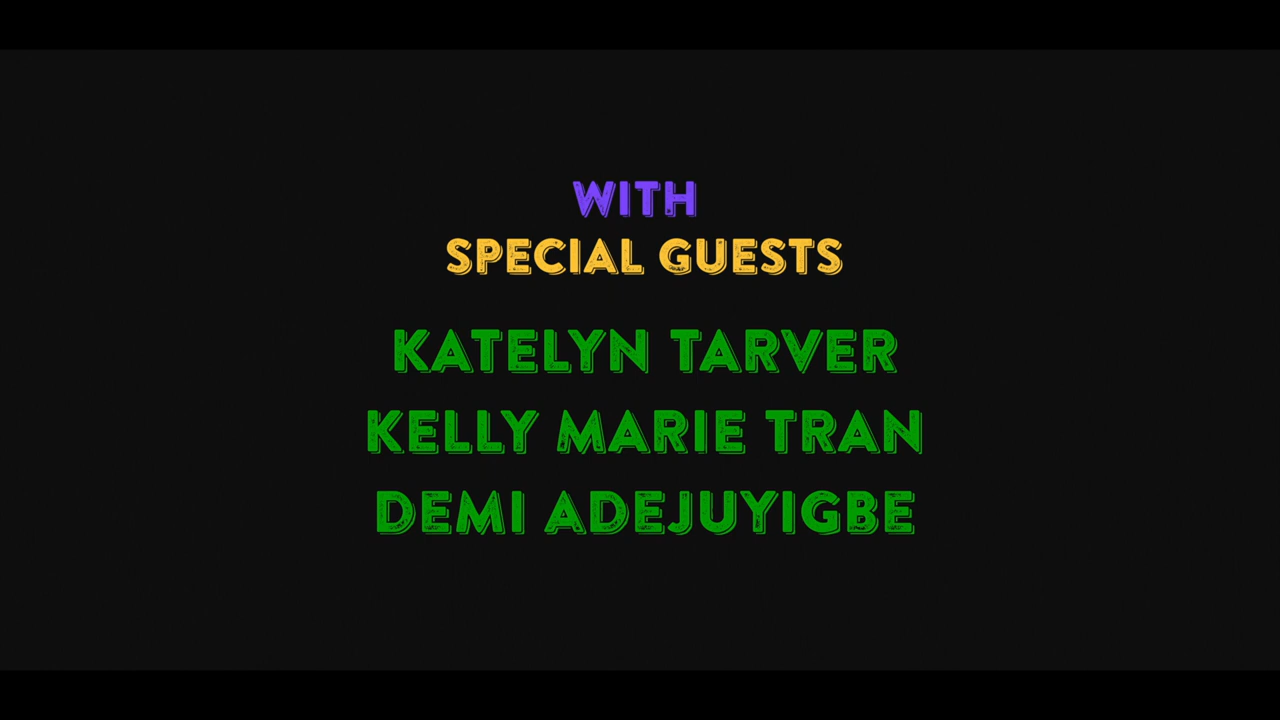 WITH
SPECIAL GUESTS
KATELYN TARVER
KELLY MARIE TRAN
DEMI ADEJUYIGBE